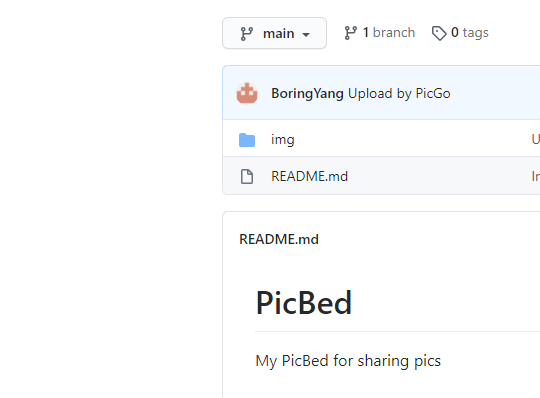 main 1 branch 0 tags
BoringYang Upload by PicGo
img U
README.md
README.md
PicBed
My PicBed for sharing pics